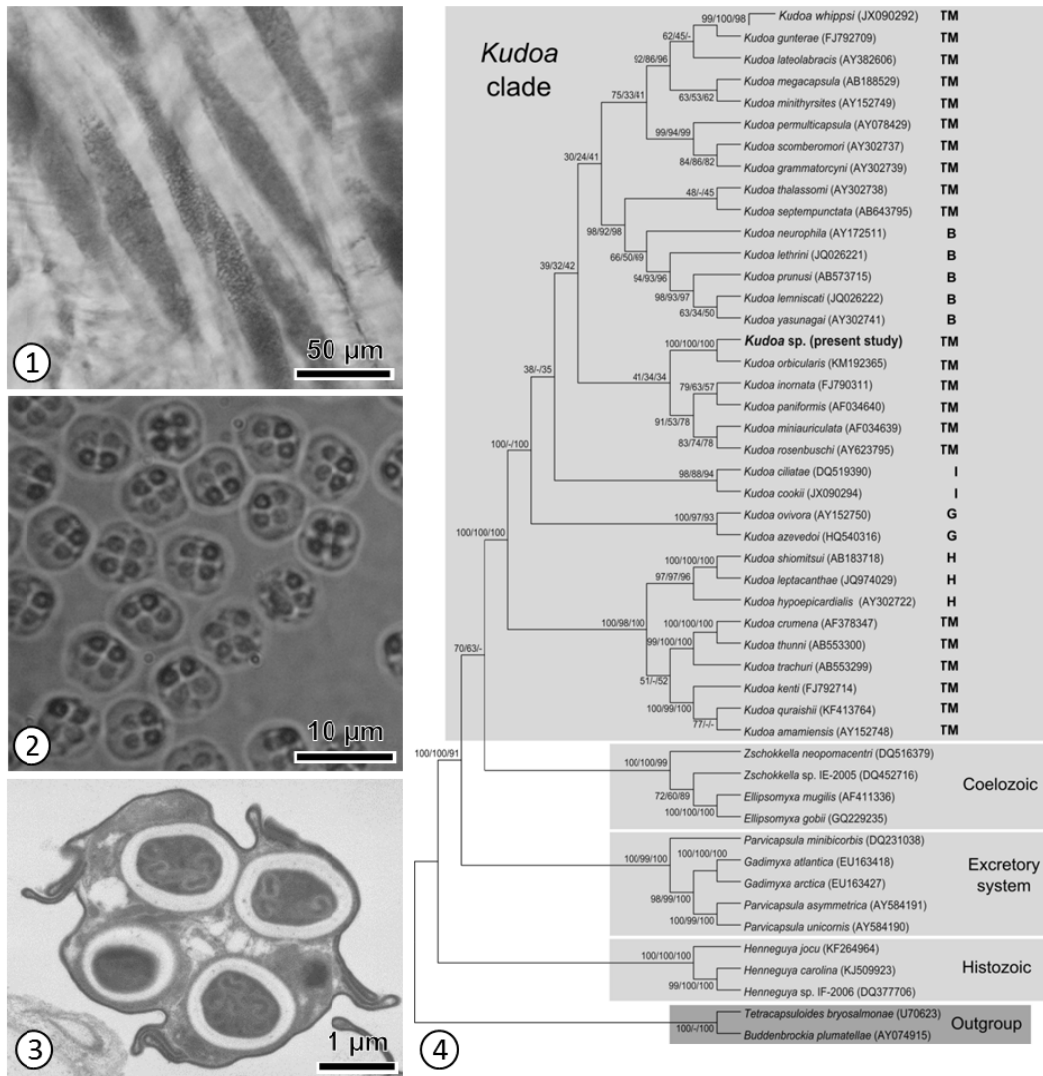 50 µm
1
10 µm
2
1 µm
3
Kudoa
clade
99/100/98
Kudoa whippsi (JX090292) TM
62/45/-
Kudoa gunterae (FJ792709) TM
Kudoa lateolabracis (AY382606) TM
92/86/96
Kudoa megacapsula (AB188529) TM
75/33/41
63/53/62
Kudoa minithyrsites (AY152749) TM
Kudoa permulticapsula (AY078429) TM
99/94/99
Kudoa scomberomori (AY302737) TM
30/24/41
84/86/82
Kudoa grammatorcyni (AY302739) TM
48/-/45
Kudoa thalassomi (AY302738) TM
Kudoa septempunctata (AB643795) TM
98/92/98
Kudoa neurophila (AY172511) B
66/50/69
Kudoa lethrini (JQ026221) B
39/32/42
94/93/96
Kudoa prunusi (AB573715) B
98/93/97
Kudoa lemniscati (JQ026222) B
63/34/50
Kudoa yasunagai (AY302741) B
Kudoa sp. (present study) TM
100/100/100
Kudoa orbicularis (KM192365) TM
38/-/35
41/34/34
79/63/57
Kudoa inornata (FJ790311) TM
Kudoa paniformis (AF034640) TM
91/53/78
Kudoa miniauriculata (AF034639) TM
83/74/78
Kudoa rosenbuschi (AY623795) TM
100/-/100
98/88/94
Kudoa ciliatae (DQ519390) I
Kudoa cookii (JX090294) I
100/97/93
Kudoa ovivora (AY152750) G
100/100/100
Kudoa azevedoi (HQ540316) G
100/100/100
Kudoa shiomitsui (AB183718) H
97/97/96
Kudoa leptacanthae (JQ974029) H
Kudoa hypoepicardialis (AY302722) H
100/98/100
100/100/100
Kudoa crumena (AF378347) TM
99/100/100
Kudoa thunni (AB553300) TM
70/63/-
Kudoa trachuri (AB553299) TM
51/-/52
Kudoa kenti (FJ792714) TM
100/99/100
Kudoa quraishii (KF413764) TM
77/-/-
Kudoa amamiensis (AY152748) TM
100/100/91
Zschokkella neopomacentri (DQ516379)
100/100/99
Zschokkella sp. IE-2005 (DQ452716)
Coelozoic
72/60/89
Ellipsomyxa mugilis (AF411336)
100/100/100
Ellipsomyxa gobii (GQ229235)
Parvicapsula minibicorbis (DQ231038)
100/99/100
100/100/100
Gadimyxa atlantica (EU163418)
Excretory
system
Gadimyxa arctica (EU163427)
98/99/100
Parvicapsula asymmetrica (AY584191)
100/99/100
Parvicapsula unicornis (AY584190)
Henneguya jocu (KF264964)
100/100/100
Henneguya carolina (KJ509923)
Histozoic
99/100/100
Henneguya sp. IF-2006 (DQ377706)
Tetracapsuloides bryosalmonae (U70623)
Outgroup
100/-/100
Buddenbrockia plumatellae (AY074915)
4